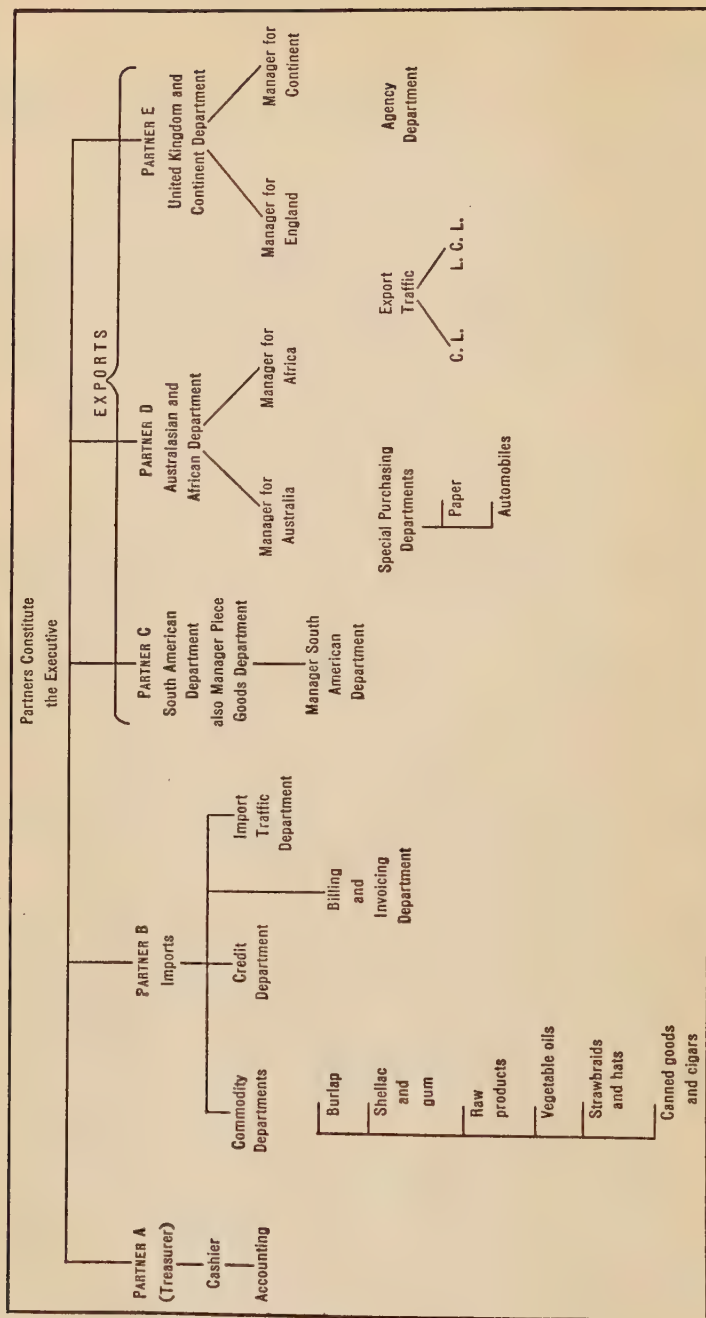 Partners Constitute
the Executive
PARTNER A
(Treasurer)
Cashier
Accounting
PARTNER B
Imports
Commodity
Departments
Burlap
Shellac
and
gum
Raw
products
Vegetable oils
Strawbraids
and hats
Canned goods
and cigars
Credit
Department
Billing
and
Invoicing
Department
Import
Traffic
Department
EXPORTS
PARTNER C
South American
Department
also Manager Piece
Goods Department
Manager South
American
Department
PARTNER D
Australasian and
African Department
Manager for
Australia
Manager for
Africa
PARTNER E
United Kingdom and
Continent Department
Manager for
England
Manager for
Continent
Special Purchasing
Departments
Paper
Automobiles
Export
Traffic
C. L.
L. C. L.
Agency
Department